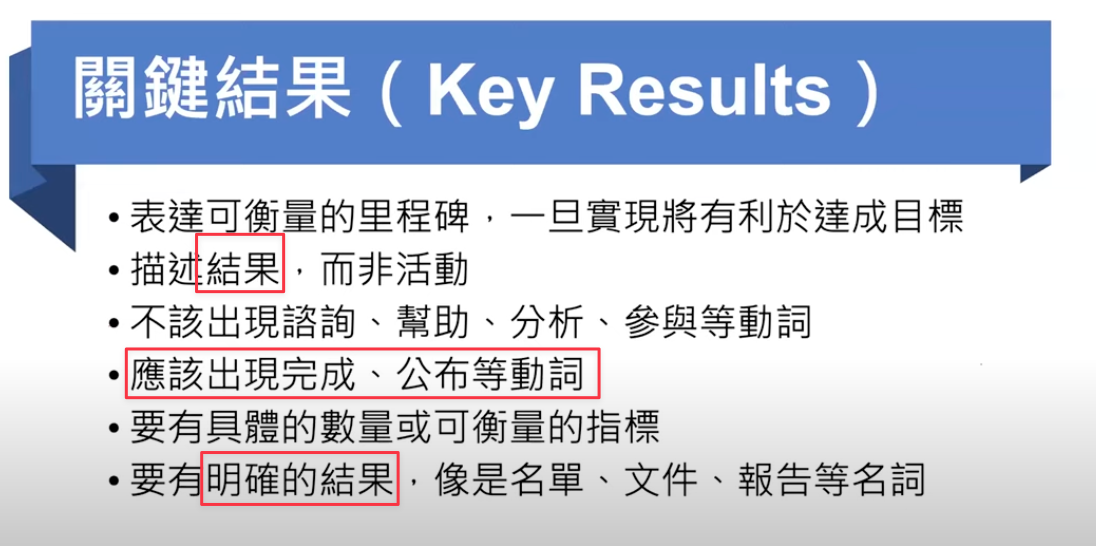 關鍵結果（Key Results）
• 表達可衡量的里程碑，一旦實現將有利於達成目標
• 描述結果，而非活動
• 不該出現諮詢、幫助、分析、參與等動詞
• 應該出現完成、公布等動詞
• 要有具體的數量或可衡量的指標
• 要有明確的結果，像是名單、文件、報告等名詞